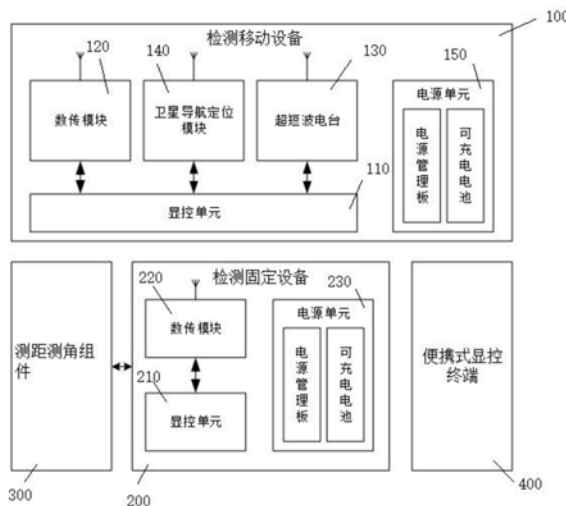 100
检测移动设备
120
140
130
150
数传模块
卫星导航定位
模块
超短波电台
电源单元
电源管理板
可充电电池
110
显控单元
检测固定设备
220
230
数传模块
电源单元
测距测角组
件
便携式显控
终端
电源管理板
可充电电池
210
显控单元
300
200
400